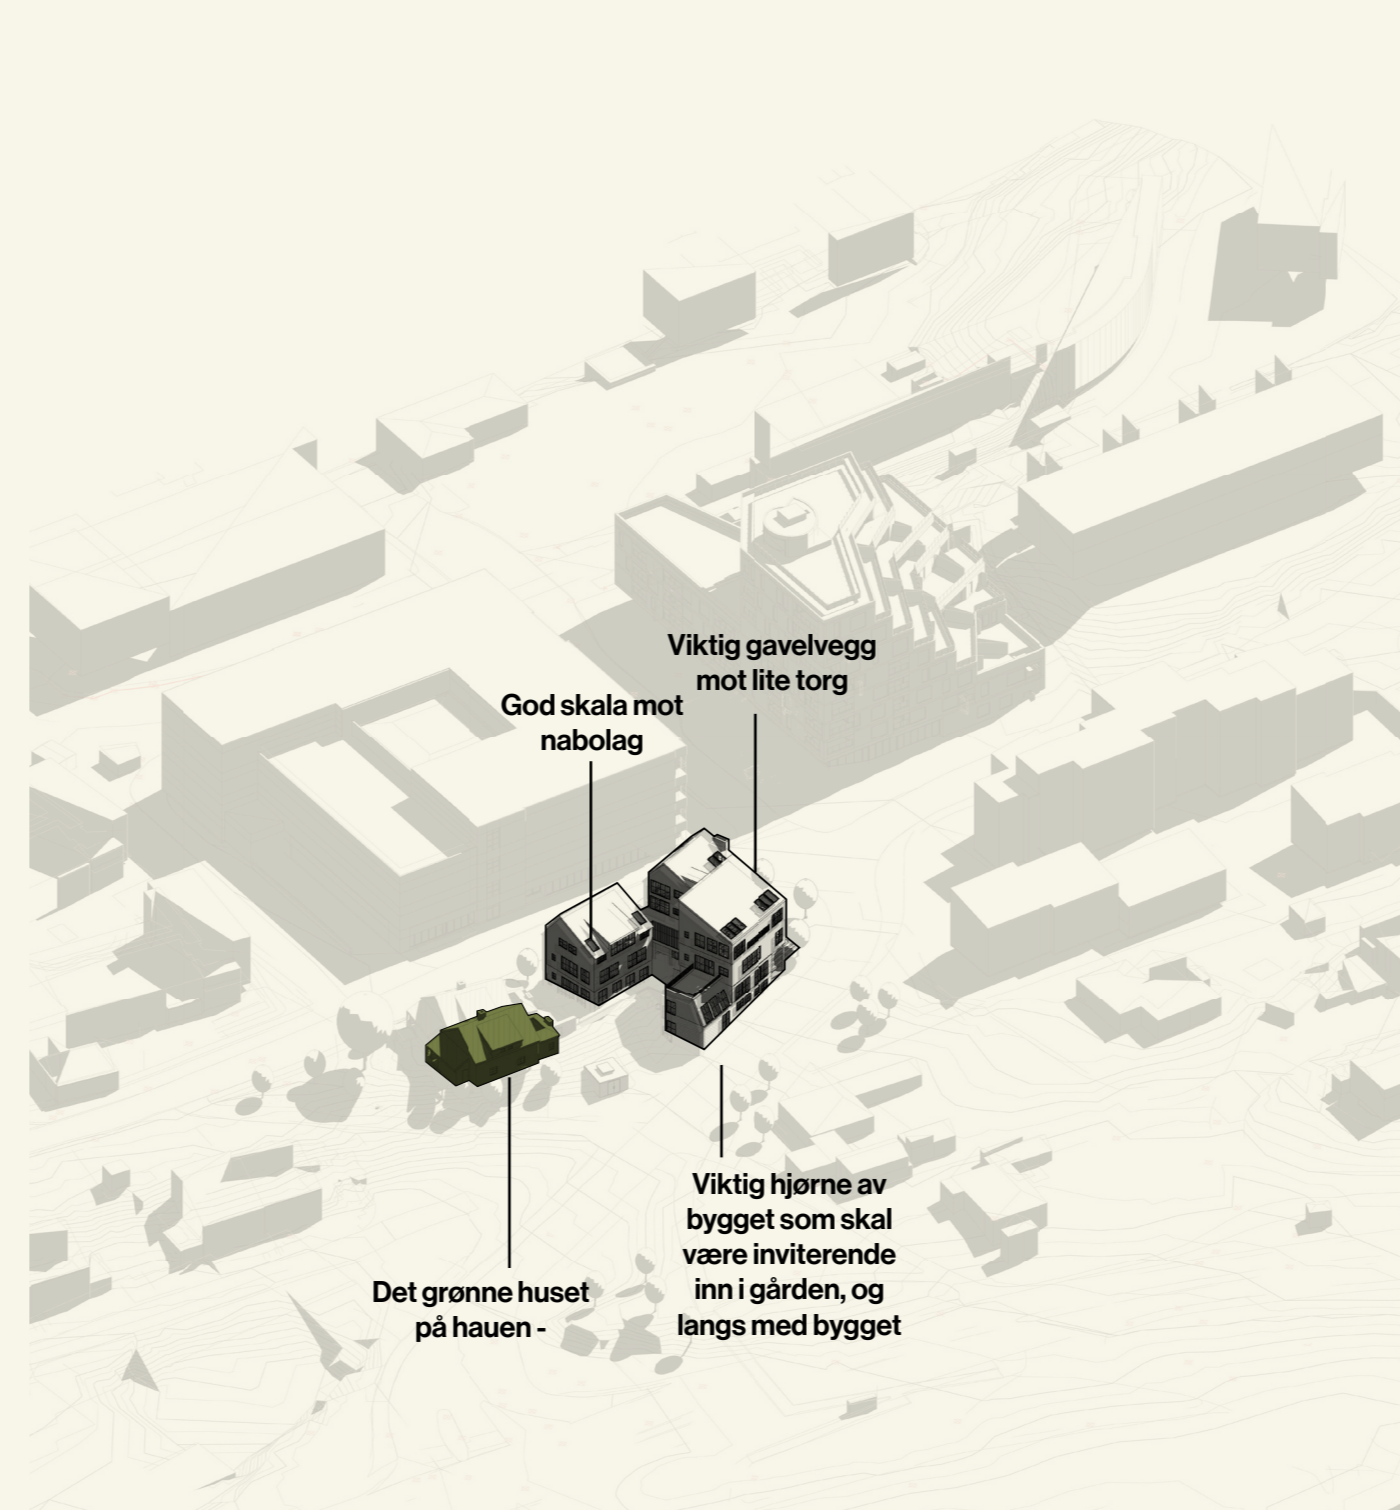 Viktig gavelvegg
mot lite torg
God skala mot
nabolag
Det grønne huset
på hauen -
Viktig hjørne av
bygget som skal
være inviterende
inn i gården, og
langs med bygget